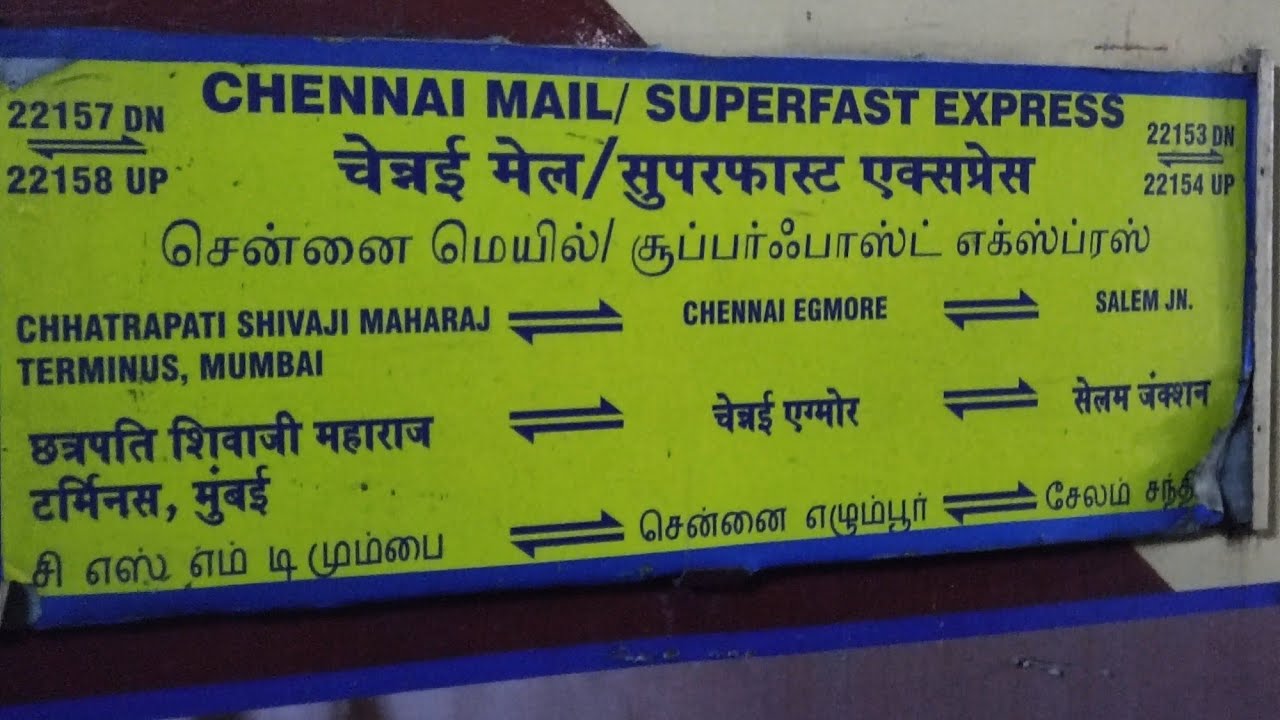 CHENNAI MAIL/ SUPERFAST EXPRESS
22157 DN
22158 UP
22153 DN
22154 UP
चेन्नई मेल/सुपरफास्ट एक्सप्रेस
சென்னை மெயில்/ சூப்பர்ஃபாஸ்ட் எக்ஸ்ப்ரஸ்
CHHATRAPATI SHIVAJI MAHARAJ
TERMINUS, MUMBAI
CHENNAI EGMORE
SALEM JN.
छत्रपति शिवाजी महाराज
टर्मिनस, मुंबई
चेन्नई एग्मोर
सेलम जंक्शन
சி எஸ் எம் டி மும்பை
சென்னை எழும்பூர்
சேலம்